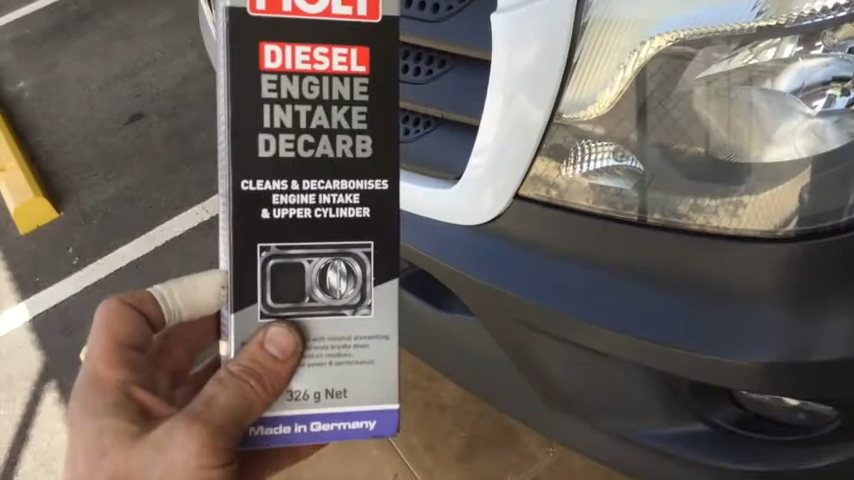 MOLY
DIESEL
ENGINE
INTAKE
DECARB
CLEANS & DECARBONISES
ENGINE INTAKE
& UPPER CYLINDER
326 g Net
Made in Germany